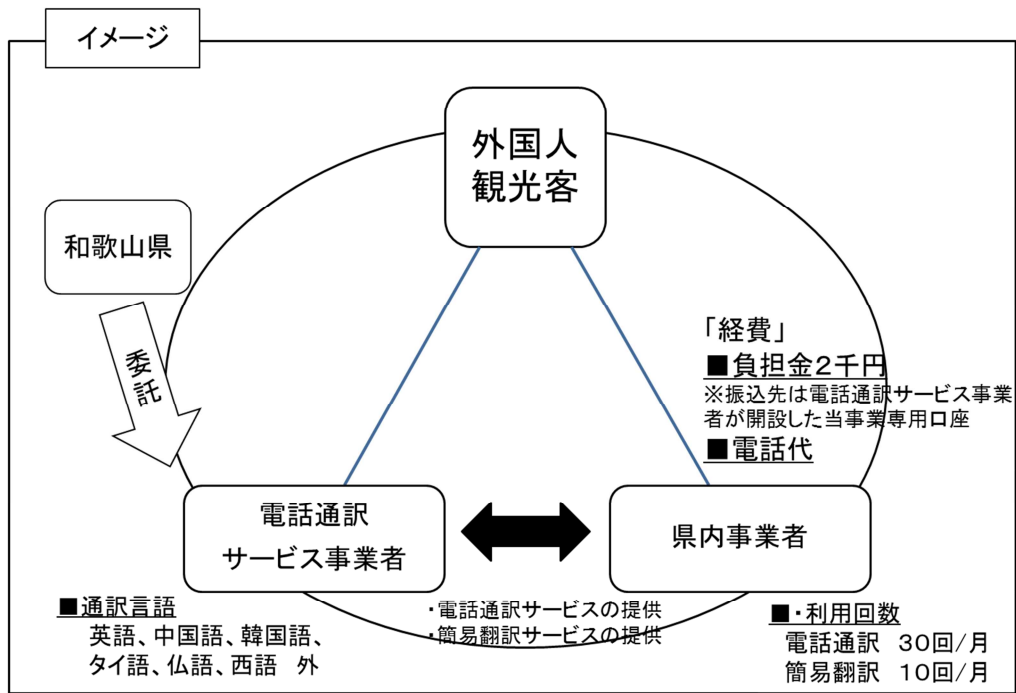 イメージ
外国人
観光客
和歌山県
委託
「経費」
■負担金2千円
※振込先は電話通訳サービス事業
者が開設した当事業専用口座
■電話代
電話通訳
サービス事業者
県内事業者
■通訳言語
英語、中国語、韓国語、
タイ語、仏語、西語　外
・電話通訳サービスの提供
・簡易翻訳サービスの提供
■・利用回数
電話通訳　30回/月
簡易翻訳　10回/月